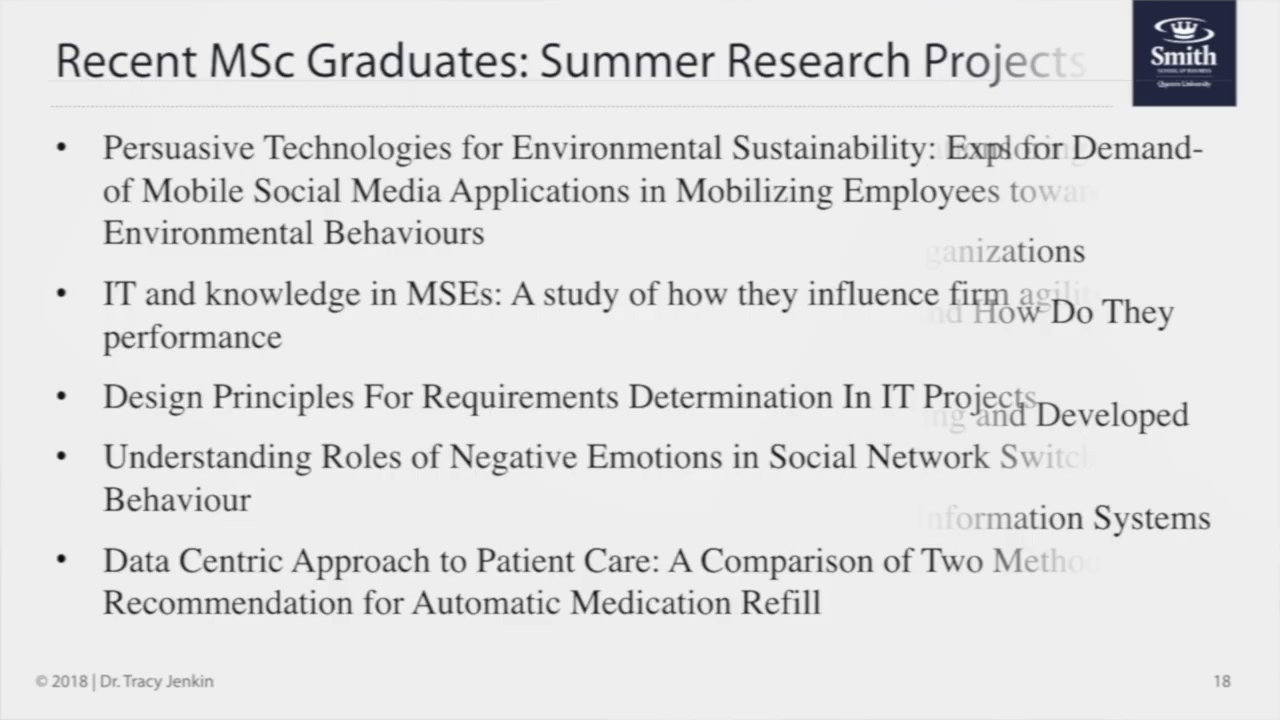 Recent MSc Graduates: Summer Research Projects
Smith
Queen's University
Persuasive Technologies for Environmental Sustainability: for Demand-
of Mobile Social Media Applications in Mobilizing Employees
Environmental Behaviours
IT and knowledge in MSEs: A study of how they influence firm
How Do They
performance
Design Principles For Requirements Determination In IT Projects
and Developed
Understanding Roles of Negative Emotions in Social Network
Behaviour
Information Systems
Data Centric Approach to Patient Care: A Comparison of Two
Recommendation for Automatic Medication Refill
© 2018 | Dr. Tracy Jenkin
18